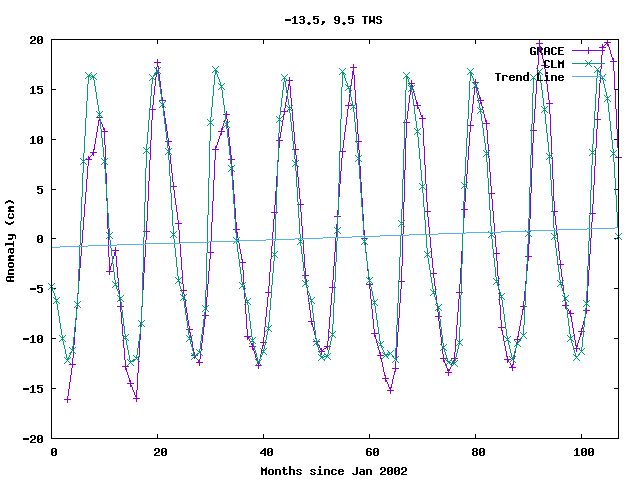 -13.5, 9.5 TWS
GRACE
CLM
Trend Line
20
15
10
5
0
-5
-10
-15
-20
Anomaly (cm)
0 20 40 60 80 100
Months since Jan 2002